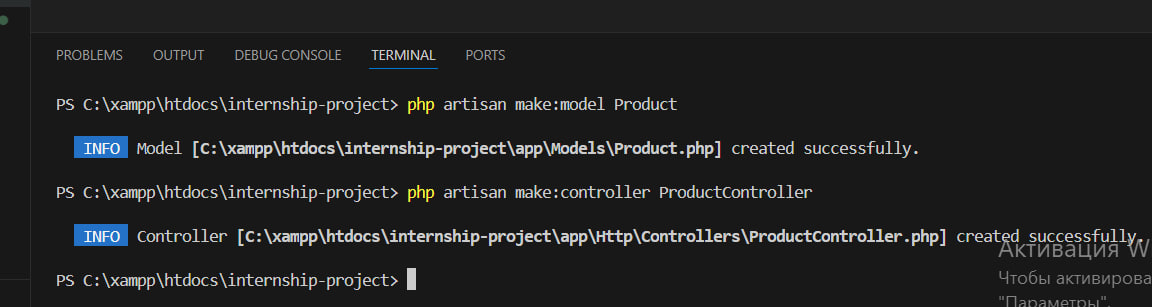 PROBLEMS OUTPUT DEBUG CONSOLE TERMINAL PORTS
PS C:\xampp\htdocs\internship-project> php artisan make:model Product
INFO Model [C:\xampp\htdocs\internship-project\app\Models\Product.php] created successfully.
PS C:\xampp\htdocs\internship-project> php artisan make:controller ProductController
INFO Controller [C:\xampp\htdocs\internship-project\app\Http\Controllers\ProductController.php] created successfully.
Активация W
Чтобы активирова
PS C:\xampp\htdocs\internship-project>
"Параметры".